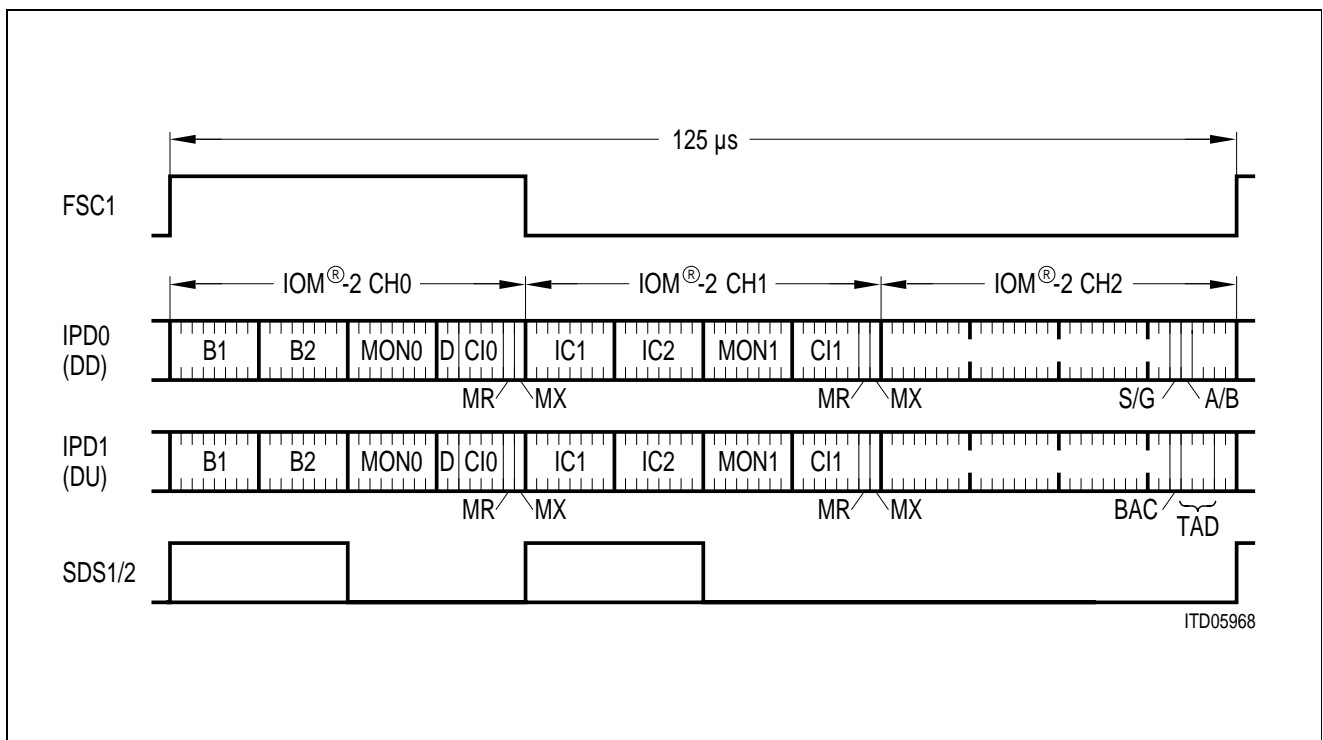 125 µs
FSC1
IOM®-2 CH0 IOM®-2 CH1 IOM®-2 CH2
IPD0
(DD)
B1 B2 MON0 D CI0 IC1 IC2 MON1 CI1
MR MX MR MX S/G A/B
IPD1
(DU)
B1 B2 MON0 D CI0 IC1 IC2 MON1 CI1
MR MX MR MX BAC TAD
SDS1/2
ITD05968